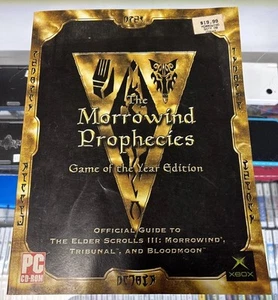 $19.99
The
Morrowind
Prophecies
Game of the Year Edition
OFFICIAL GUIDE TO
THE ELDER SCROLLS III: MORROWIND®,
TRIBUNAL™, AND BLOODMOON™
PC
CD-ROM
XBOX